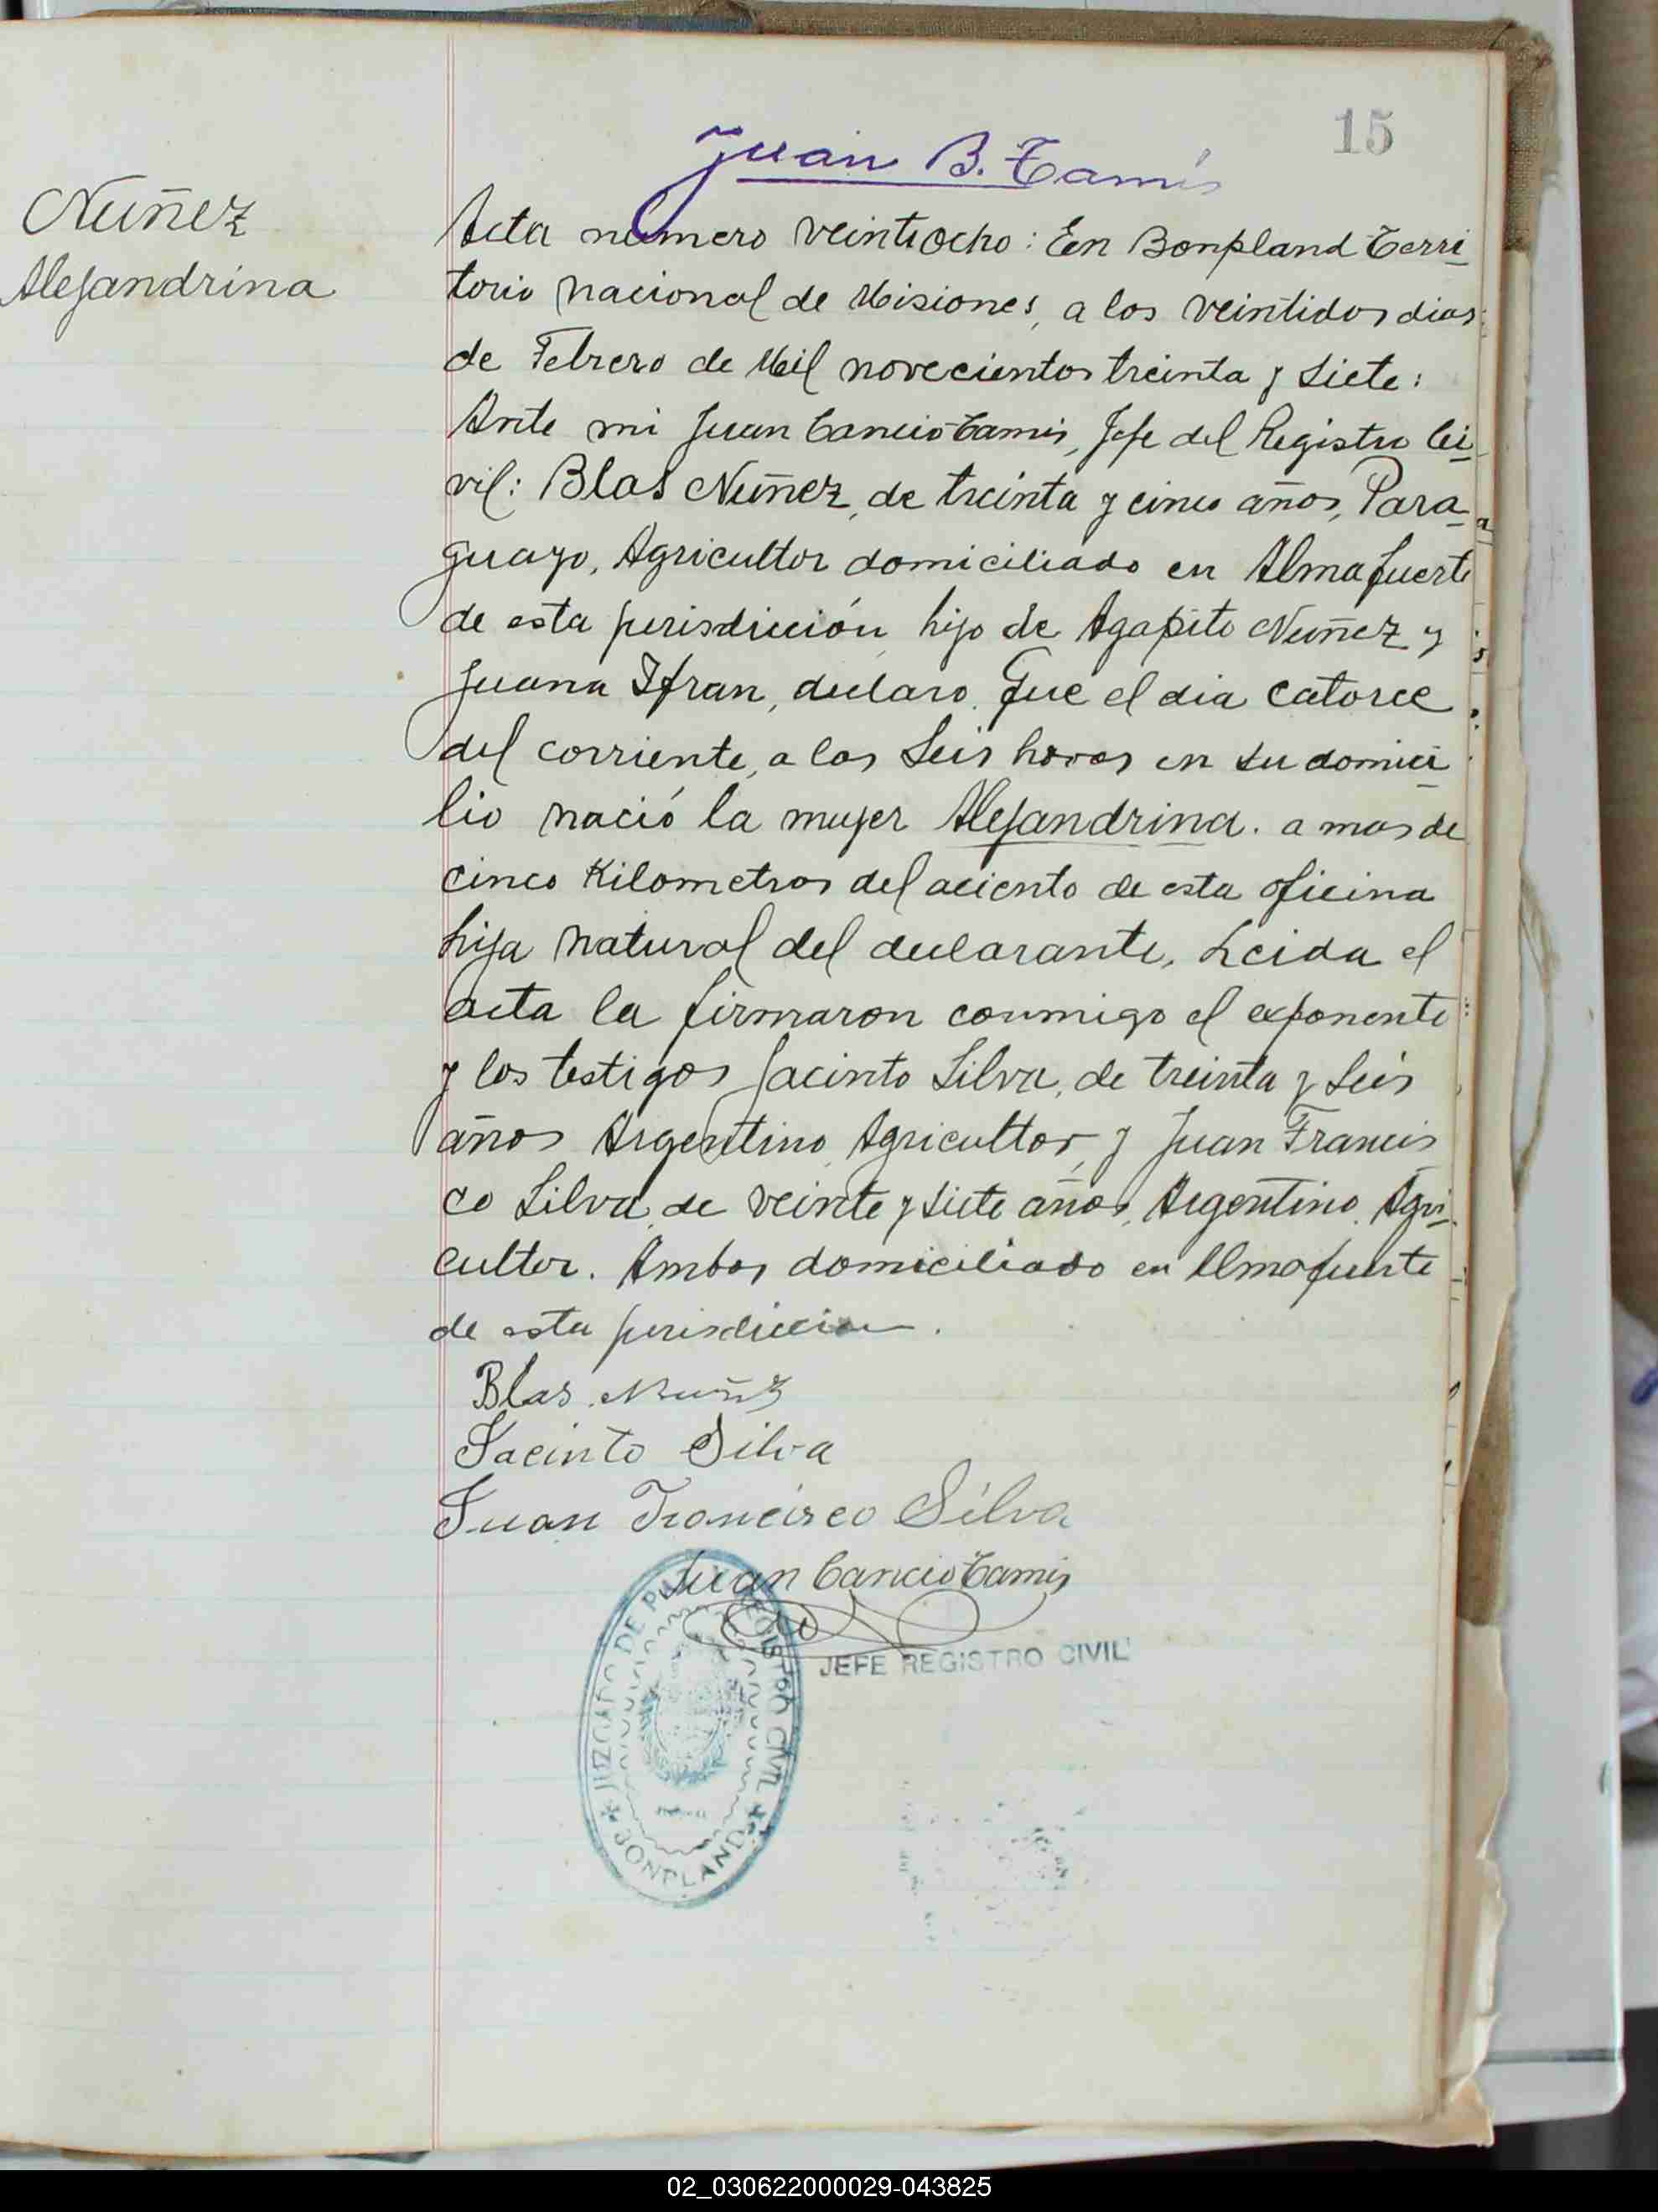 15
Juan B. Tamis
Nuñez
Alejandrina
Acta numero veintiocho: En Bonpland Terri
torio nacional de Misiones, a los veintidos dias
de Febrero de Mil novecientos treinta y siete:
Ante mi Juan Cancio Tamis, Jefe del Registro Ci
vil: Blas Nuñez, de treinta y cinco años, Para
guayo, Agricultor domiciliado en Almafuerte
de esta jurisdicción, hijo de Agapito Nuñez y
Juana Ifran, declaro. Que el dia catorce
del corriente, a las seis horas en su domici
lio nació la mujer Alejandrina. a mas de
cinco Kilometros del aciento de esta oficina
hija natural del declarante, Leida el
acta la firmaron conmigo el exponente
y los testigos Jacinto Silva, de treinta y seis
años Argentino, Agricultor, y Juan Francis
co Silva, de veinte y siete años, Argentino, Agri
cultor. Ambos domiciliado en Almafuerte
de esta jurisdiccion.
Blas Nuñez
Jacinto Silva
Juan Francisco Silva
Juan Cancio Tamis
JEFE REGISTRO CIVIL
JUZGADO DE PAZ Y REGISTRO CIVIL
BONPLAND
02_030622000029-043825